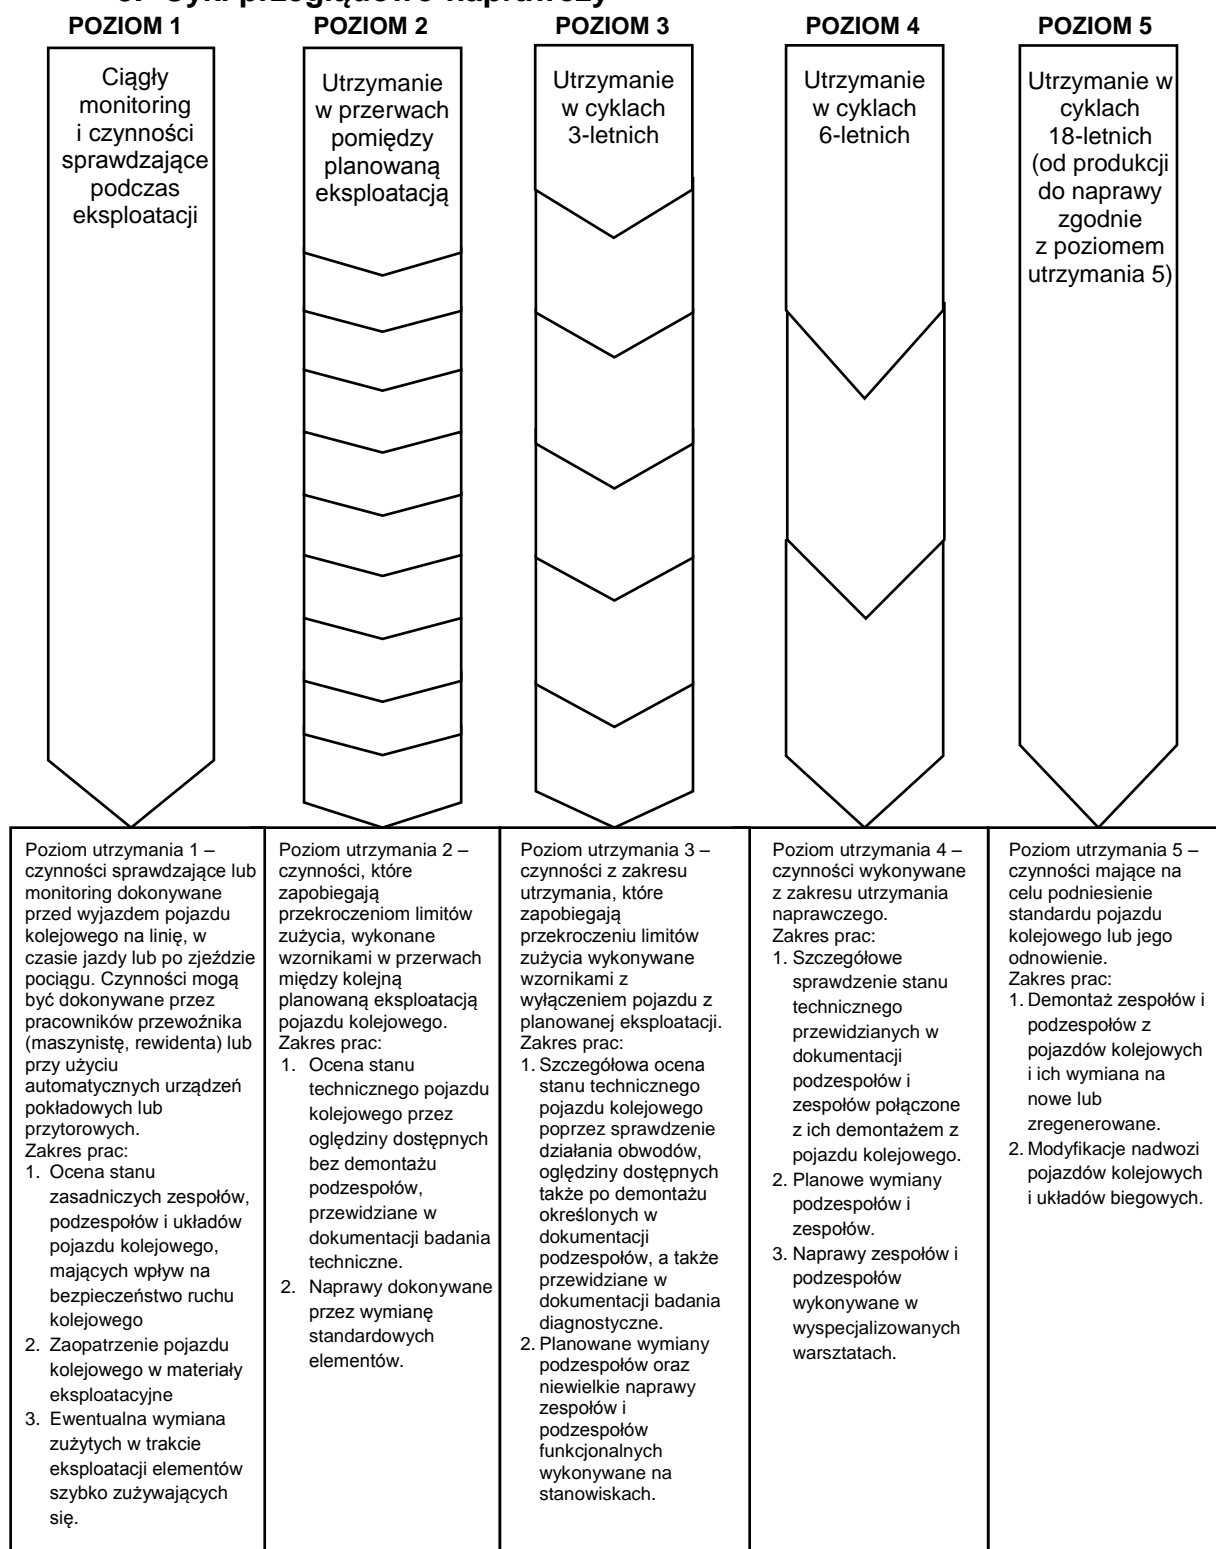 POZIOM 1
POZIOM 2
POZIOM 3
POZIOM 4
POZIOM 5
Ciągły
monitoring
i czynności
sprawdzające
podczas
eksploatacji
Utrzymanie
w przerwach
pomiędzy
planowaną
eksploatacją
Utrzymanie
w cyklach
3-letnich
Utrzymanie
w cyklach
6-letnich
Utrzymanie w
cyklach
18-letnich
(od produkcji
do naprawy
zgodnie
z poziomem
utrzymania 5)
Poziom utrzymania 1 –
czynności sprawdzające lub
monitoring dokonywane
przed wyjazdem pojazdu
kolejowego na linię, w
czasie jazdy lub po zjeździe
pociągu. Czynności mogą
być dokonywane przez
pracowników przewoźnika
(maszynistę, rewidenta) lub
przy użyciu
automatycznych urządzeń
pokładowych lub
przytorowych.
Zakres prac:
1. Ocena stanu
zasadniczych zespołów,
podzespołów i układów
pojazdu kolejowego,
mających wpływ na
bezpieczeństwo ruchu
kolejowego
2. Zaopatrzenie pojazdu
kolejowego w materiały
eksploatacyjne
3. Ewentualna wymiana
zużytych w trakcie
eksploatacji elementów
szybko zużywających
się.
Poziom utrzymania 2 –
czynności, które
zapobiegają
przekroczeniom limitów
zużycia, wykonane
wzornikami w przerwach
między kolejną
planowaną eksploatacją
pojazdu kolejowego.
Zakres prac:
1. Ocena stanu
technicznego pojazdu
kolejowego przez
oględziny dostępnych
bez demontażu
podzespołów,
przewidziane w
dokumentacji badania
techniczne.
2. Naprawy dokonywane
przez wymianę
standardowych
elementów.
Poziom utrzymania 3 –
czynności z zakresu
utrzymania, które
zapobiegają
przekroczeniu limitów
zużycia wykonywane
wzornikami z
wyłączeniem pojazdu z
planowanej eksploatacji.
Zakres prac:
1. Szczegółowa ocena
stanu technicznego
pojazdu kolejowego
poprzez sprawdzenie
działania obwodów,
oględziny dostępnych
także po demontażu
określonych w
dokumentacji
podzespołów, a także
przewidziane w
dokumentacji badania
diagnostyczne.
2. Planowane wymiany
podzespołów oraz
niewielkie naprawy
zespołów i
podzespołów
funkcjonalnych
wykonywane na
stanowiskach.
Poziom utrzymania 4 –
czynności wykonywane
z zakresu utrzymania
naprawczego.
Zakres prac:
1. Szczegółowe
sprawdzenie stanu
technicznego
przewidzianych w
dokumentacji
podzespołów i
zespołów połączone
z ich demontażem z
pojazdu kolejowego.
2. Planowe wymiany
podzespołów i
zespołów.
3. Naprawy zespołów i
podzespołów
wykonywane w
wyspecjalizowanych
warsztatach.
Poziom utrzymania 5 –
czynności mające na
celu podniesienie
standardu pojazdu
kolejowego lub jego
odnowienie.
Zakres prac:
1. Demontaż zespołów i
podzespołów z
pojazdów kolejowych
i ich wymiana na
nowe lub
zregenerowane.
2. Modyfikacje nadwozi
pojazdów kolejowych
i układów biegowych.